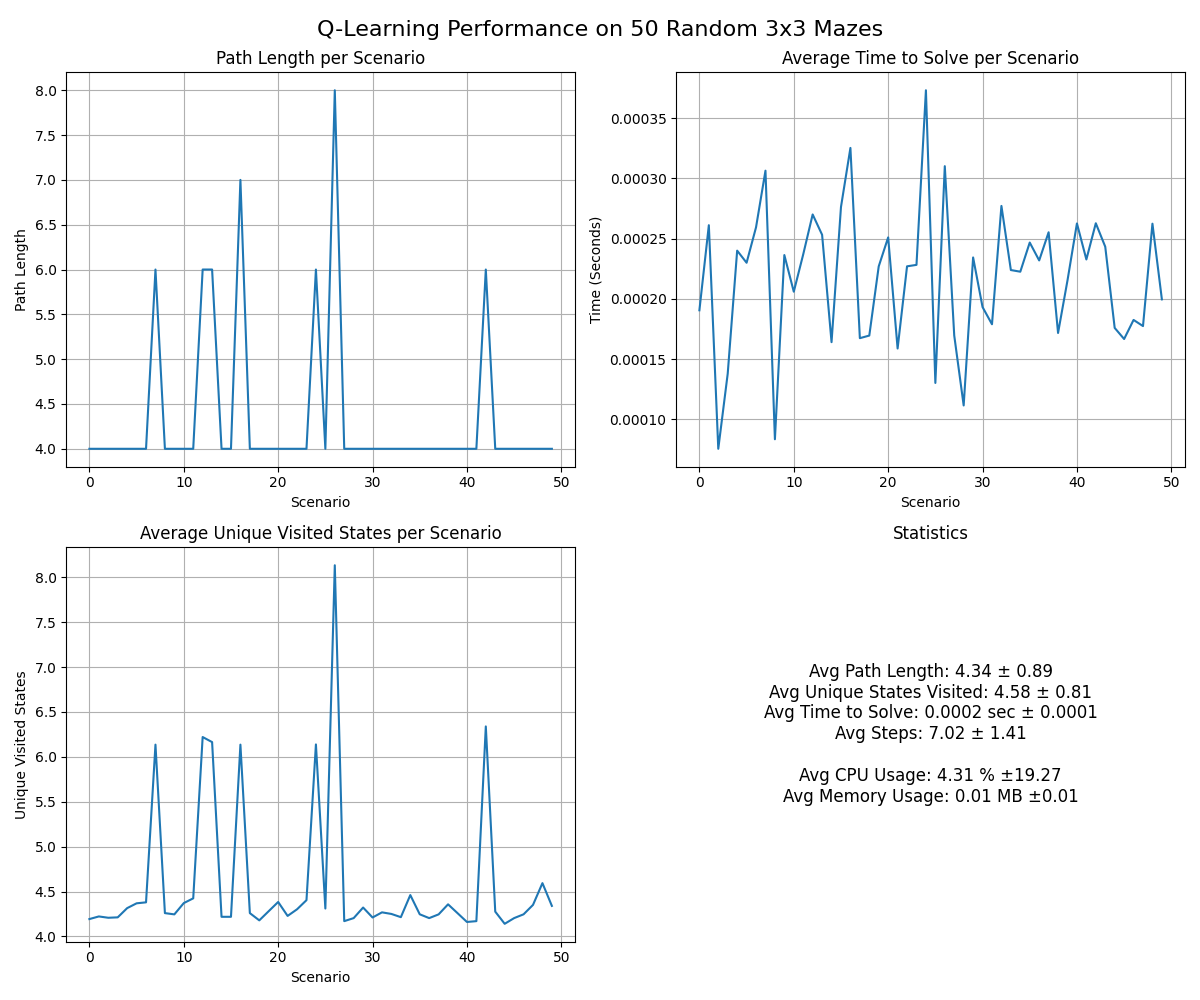 Q-Learning Performance on 50 Random 3x3 Mazes
Path Length per Scenario
8.0
7.5
7.0
6.5
6.0
5.5
5.0
4.5
4.0
Path Length
0 10 20 30 40 50
Scenario
Average Time to Solve per Scenario
0.00035
0.00030
0.00025
0.00020
0.00015
0.00010
Time (Seconds)
0 10 20 30 40 50
Scenario
Average Unique Visited States per Scenario
8.0
7.5
7.0
6.5
6.0
5.5
5.0
4.5
4.0
Unique Visited States
0 10 20 30 40 50
Scenario
Statistics
Avg Path Length: 4.34 ± 0.89
Avg Unique States Visited: 4.58 ± 0.81
Avg Time to Solve: 0.0002 sec ± 0.0001
Avg Steps: 7.02 ± 1.41
Avg CPU Usage: 4.31 % ±19.27
Avg Memory Usage: 0.01 MB ±0.01